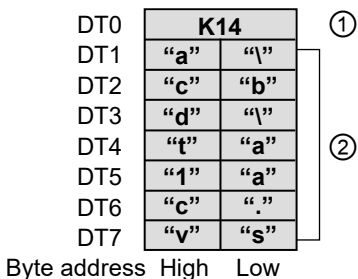 DT0 K14 ①
DT1 “a” “\”
DT2 “c” “b”
DT3 “d” “\”
DT4 “t” “a” ②
DT5 “1” “a”
DT6 “c” “.”
DT7 “v” “s”
Byte address High Low